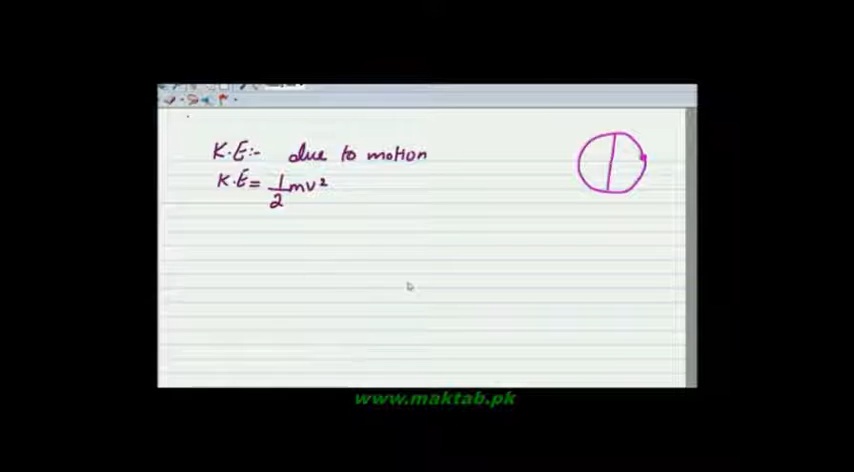 K.E:- due to motion
K.E = 1/2 mv²
www.maktab.pk